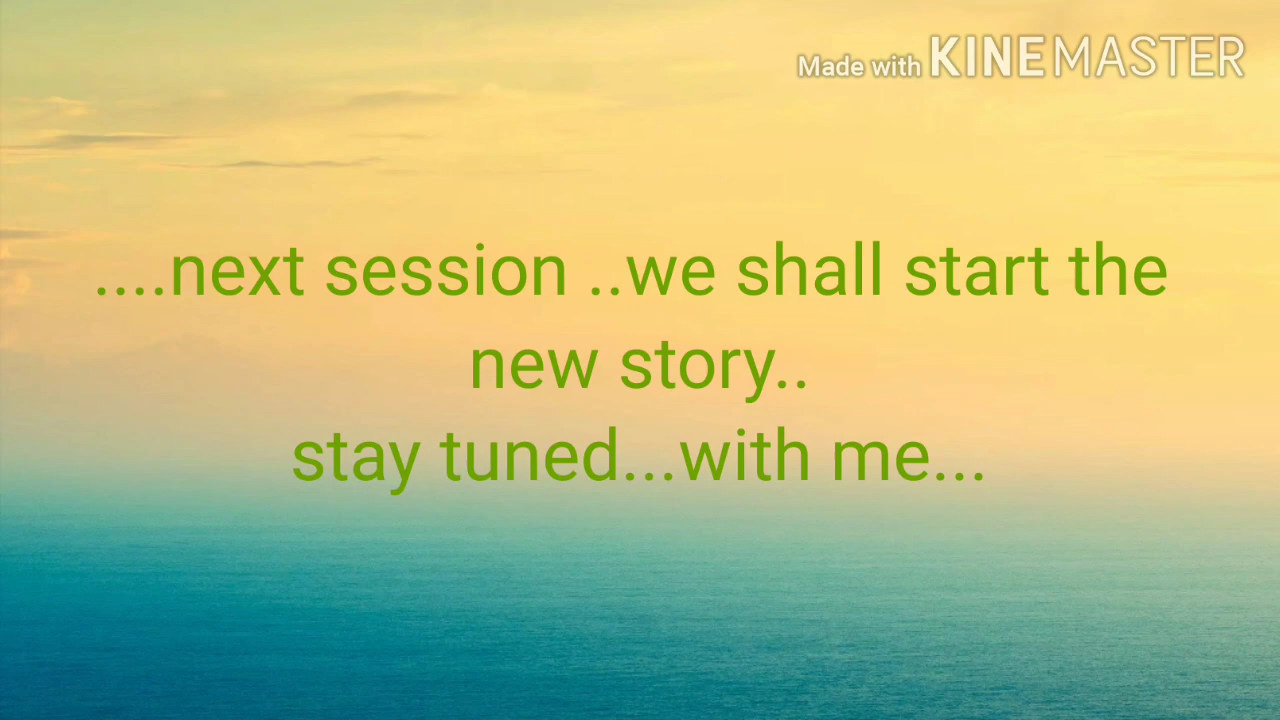 Made with KINEMASTER
....next session ..we shall start the
new story..
stay tuned...with me...